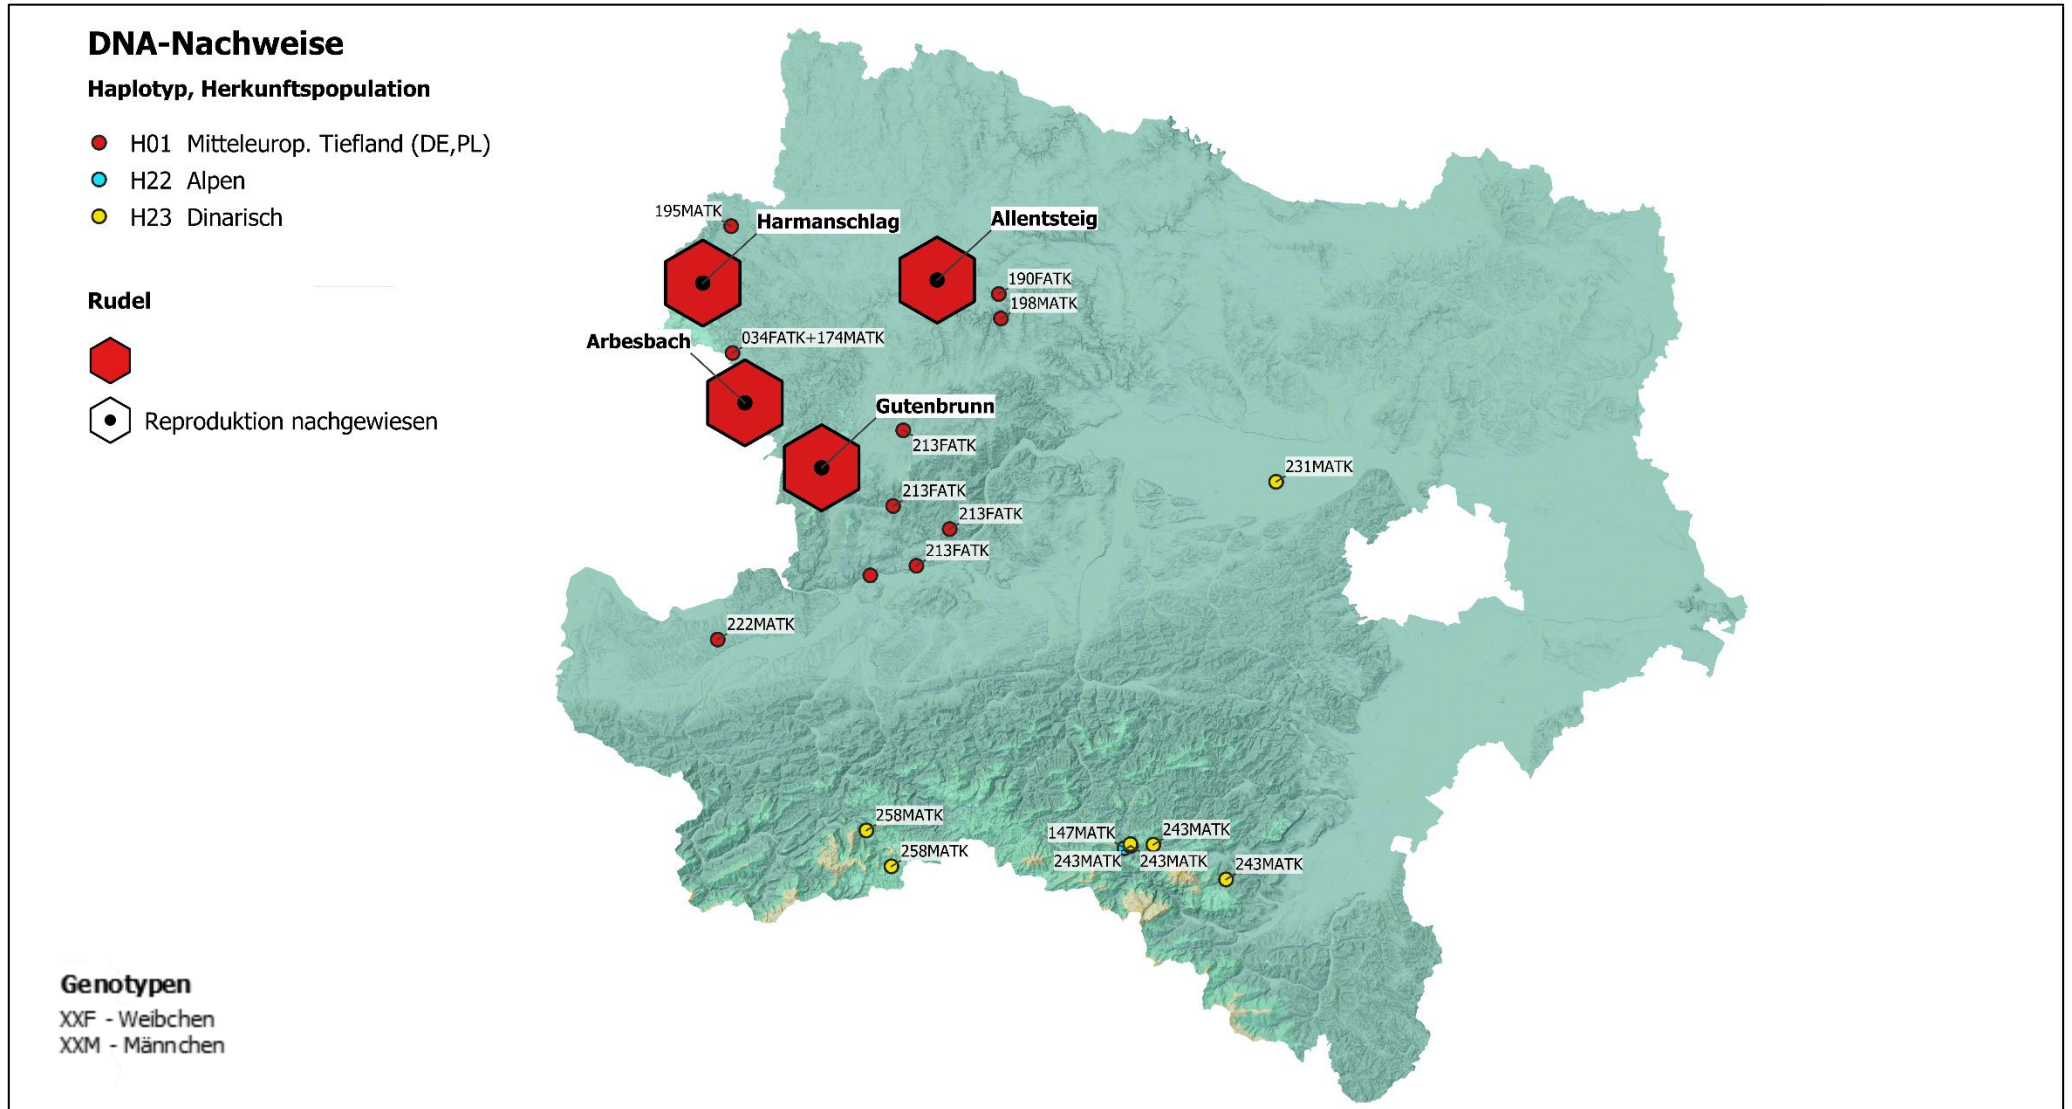 DNA-Nachweise
Haplotyp, Herkunftspopulation
H01 Mitteleurop. Tiefland (DE,PL)
H22 Alpen
H23 Dinarisch
Rudel
Reproduktion nachgewiesen
195MATK
Harmanschlag
Allentsteig
190FATK
198MATK
034FATK+174MATK
Arbesbach
Gutenbrunn
213FATK
231MATK
213FATK
213FATK
213FATK
222MATK
258MATK
258MATK
147MATK
243MATK
243MATK
243MATK
243MATK
Genotypen
XXF - Weibchen
XXM - Männchen